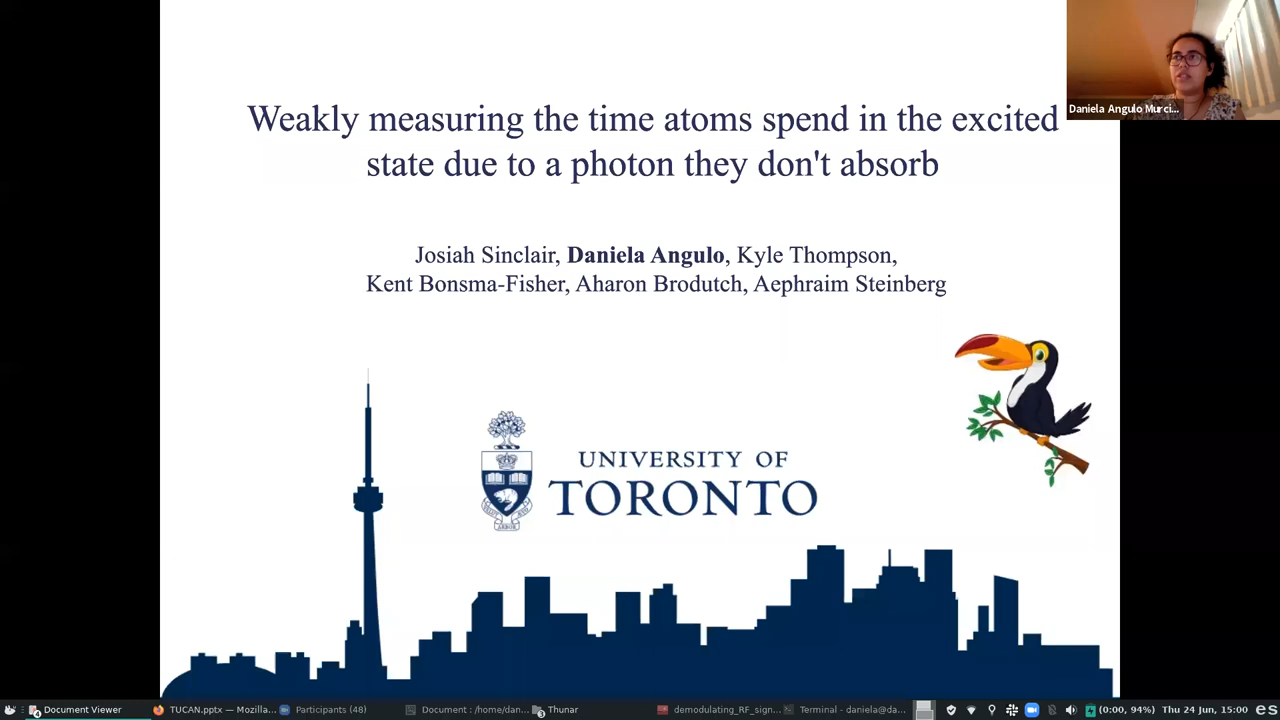 Weakly measuring the time atoms spend in the excited
state due to a photon they don't absorb
Daniela Angulo Murci...
Josiah Sinclair, Daniela Angulo, Kyle Thompson,
Kent Bonsma-Fisher, Aharon Brodutch, Aephraim Steinberg
UNIVERSITY OF
TORONTO
Document Viewer
TUCAN.pptx — Mozilla...
Participants (48)
Document : /home/dan...
Thunar
demodulating_RF_sign...
Terminal - daniela@da...
(0:00, 94%)
Thu 24 Jun, 15:00
es